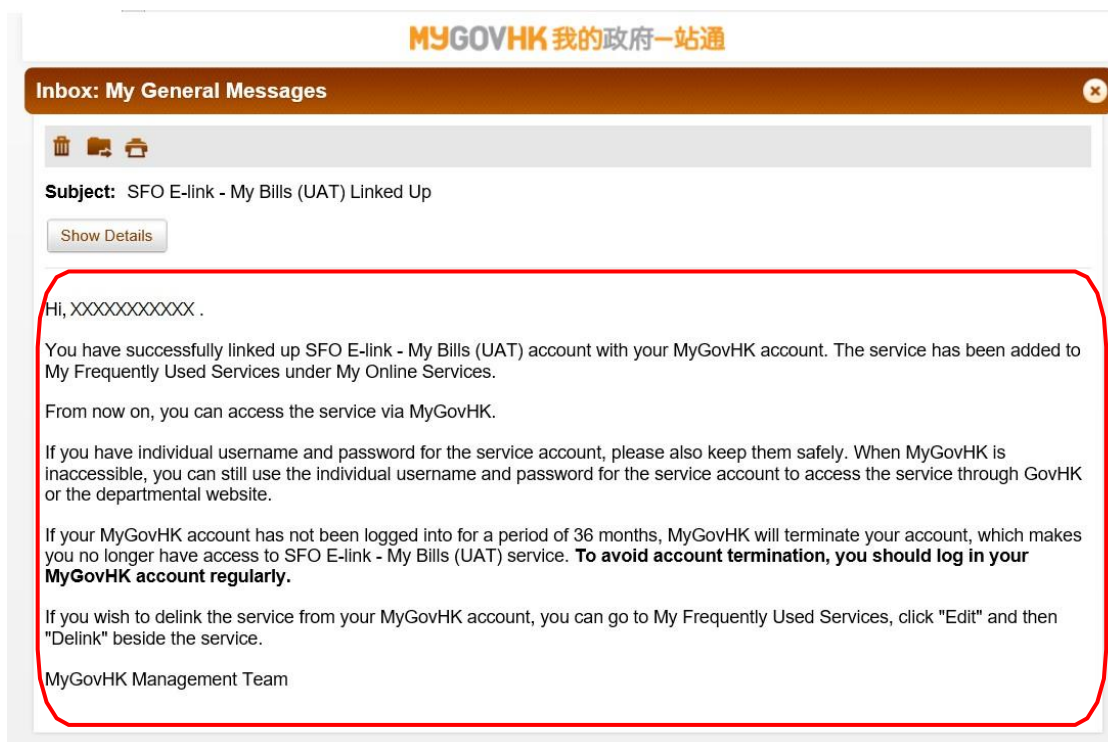 MYGOVHK 我的政府一站通
Inbox: My General Messages
Subject: SFO E-link - My Bills (UAT) Linked Up
Show Details
Hi, XXXXXXXXXXX .
You have successfully linked up SFO E-link - My Bills (UAT) account with your MyGovHK account. The service has been added to
My Frequently Used Services under My Online Services.
From now on, you can access the service via MyGovHK.
If you have individual username and password for the service account, please also keep them safely. When MyGovHK is
inaccessible, you can still use the individual username and password for the service account to access the service through GovHK
or the departmental website.
If your MyGovHK account has not been logged into for a period of 36 months, MyGovHK will terminate your account, which makes
you no longer have access to SFO E-link - My Bills (UAT) service. To avoid account termination, you should log in your
MyGovHK account regularly.
If you wish to delink the service from your MyGovHK account, you can go to My Frequently Used Services, click "Edit" and then
"Delink" beside the service.
MyGovHK Management Team